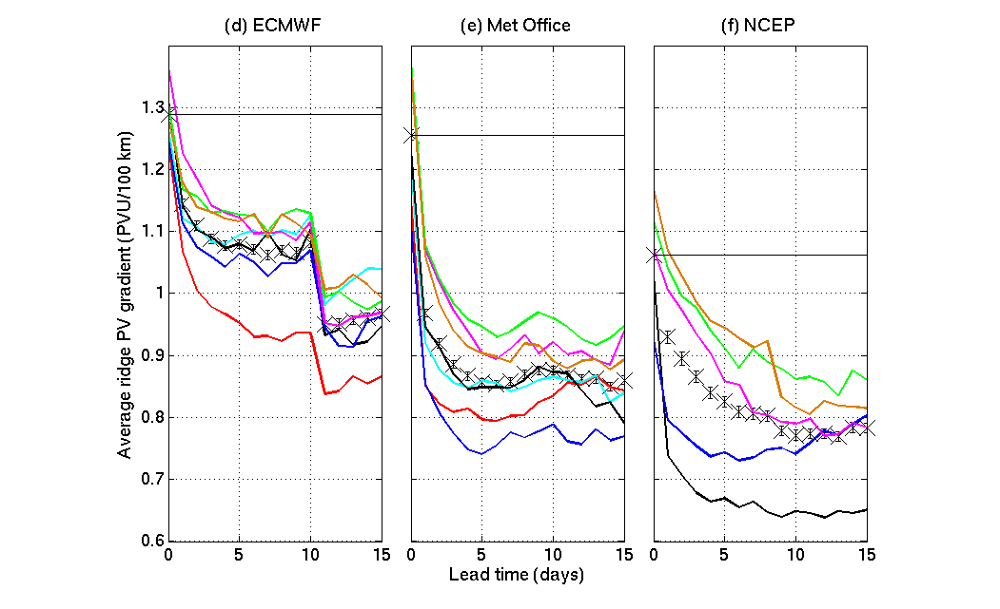 (d) ECMWF
(e) Met Office
(f) NCEP
Average ridge PV gradient (PVU/100 km)
1.3
1.2
1.1
1
0.9
0.8
0.7
0.6
0 5 10 15
0 5 10 15
0 5 10 15
Lead time (days)